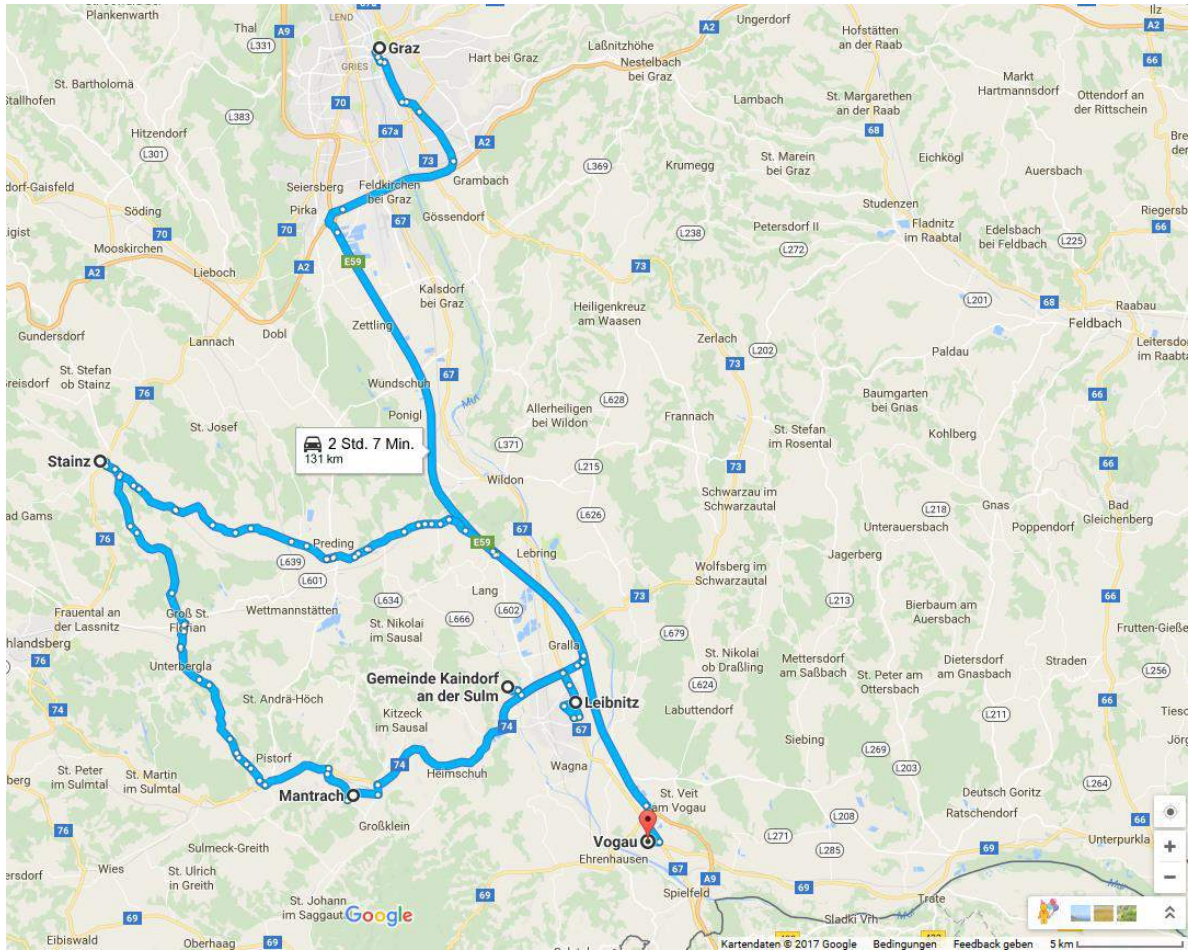 St. Oswald bei
Plankenwarth
Thal
A9
LEND
67a
Graz
GRIES
Hart bei Graz
Laßnitzhöhe
Ungerdorf
A2
Hofstätten
an der Raab
Ilz
A2
66
L331
St. Bartholomä
Stallhofen
Nestelbach
bei Graz
Markt
Hartmannsdorf
Ottendorf an
der Rittschein
Hitzendorf
L383
70
67a
Lambach
St. Margarethen
an der Raab
68
L301
73
A2
L369
Krumegg
St. Marein
bei Graz
Eichkögl
Auersbach
Seiersberg
Feldkirchen
bei Graz
Grambach
Söding
Pirka
67
Gössendorf
Studenzen
70
70
Mooskirchen
L238
Petersdorf II
Fladnitz
im Raabtal
Edelsbach
bei Feldbach
66
L225
L272
A2
Lieboch
A2
E59
73
Kalsdorf
bei Graz
Heiligenkreuz
am Waasen
L201
68
Raabau
Feldbach
Gundersdorf
Lannach
Dobl
Zettling
Zerlach
73
L202
Paldau
St. Stefan
ob Stainz
76
Wundschuh
67
Mur
L628
Baumgarten
bei Gnas
Ponigl
Allerheiligen
bei Wildon
Frannach
St. Stefan
im Rosental
Kohlberg
St. Josef
2 Std. 7 Min.
131 km
L371
L215
73
66
Stainz
Wildon
Schwarzau im
Schwarzautal
L218
Gnas
Bad
Gleichenberg
L626
Unterauersbach
Poppendorf
76
Preding
67
E59
Lebring
Jagerberg
L639
L601
Wolfsberg im
Schwarzautal
Lang
73
L213
66
Frauental an
der Lassnitz
Groß St.
Florian
Wettmannstätten
L634
St. Nikolai
im Sausal
L666
L602
Bierbaum am
Auersbach
L679
76
Gralla
St. Nikolai
ob Draßling
Mettersdorf
am Saßbach
Dietersdorf
am Gnasbach
Straden
L256
Unterbergla
Gemeinde Kaindorf
an der Sulm
L624
St. Peter am
Ottersbach
74
St. Andrä-Höch
Kitzeck
im Sausal
Leibnitz
Labuttendorf
L211
74
67
Siebing
L269
Pistorf
74
Heimschuh
Wagna
L203
St. Peter
im Sulmtal
St. Martin
im Sulmtal
Mantrach
St. Veit
am Vogau
Deutsch Goritz
L264
Großklein
L208
Ratschendorf
76
Vogau
L271
L285
69
Unterpurkla
Sulmeck-Greith
Ehrenhausen
Wies
St. Ulrich
in Greith
67
A9
69
Spielfeld
Trate
St. Johann
im Saggautal
69
69
Google
Sladki Vrh
Eibiswald
Oberhaag
Kartendaten © 2017 Google Bedingungen Feedback geben 5 km